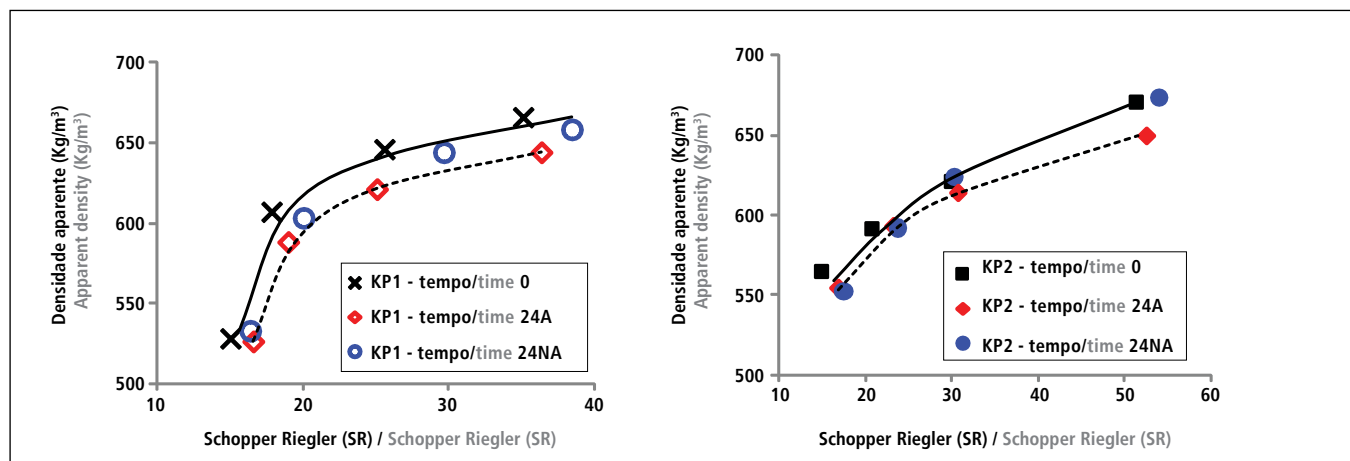 Densidade aparente (Kg/m³)
Apparent density (Kg/m³)
700
650
600
550
500
10
20
30
40
KP1 - tempo/time 0
KP1 - tempo/time 24A
KP1 - tempo/time 24NA
Schopper Riegler (SR) / Schopper Riegler (SR)
Densidade aparente (Kg/m³)
Apparent density (Kg/m³)
700
650
600
550
500
10
20
30
40
50
60
KP2 - tempo/time 0
KP2 - tempo/time 24A
KP2 - tempo/time 24NA
Schopper Riegler (SR) / Schopper Riegler (SR)